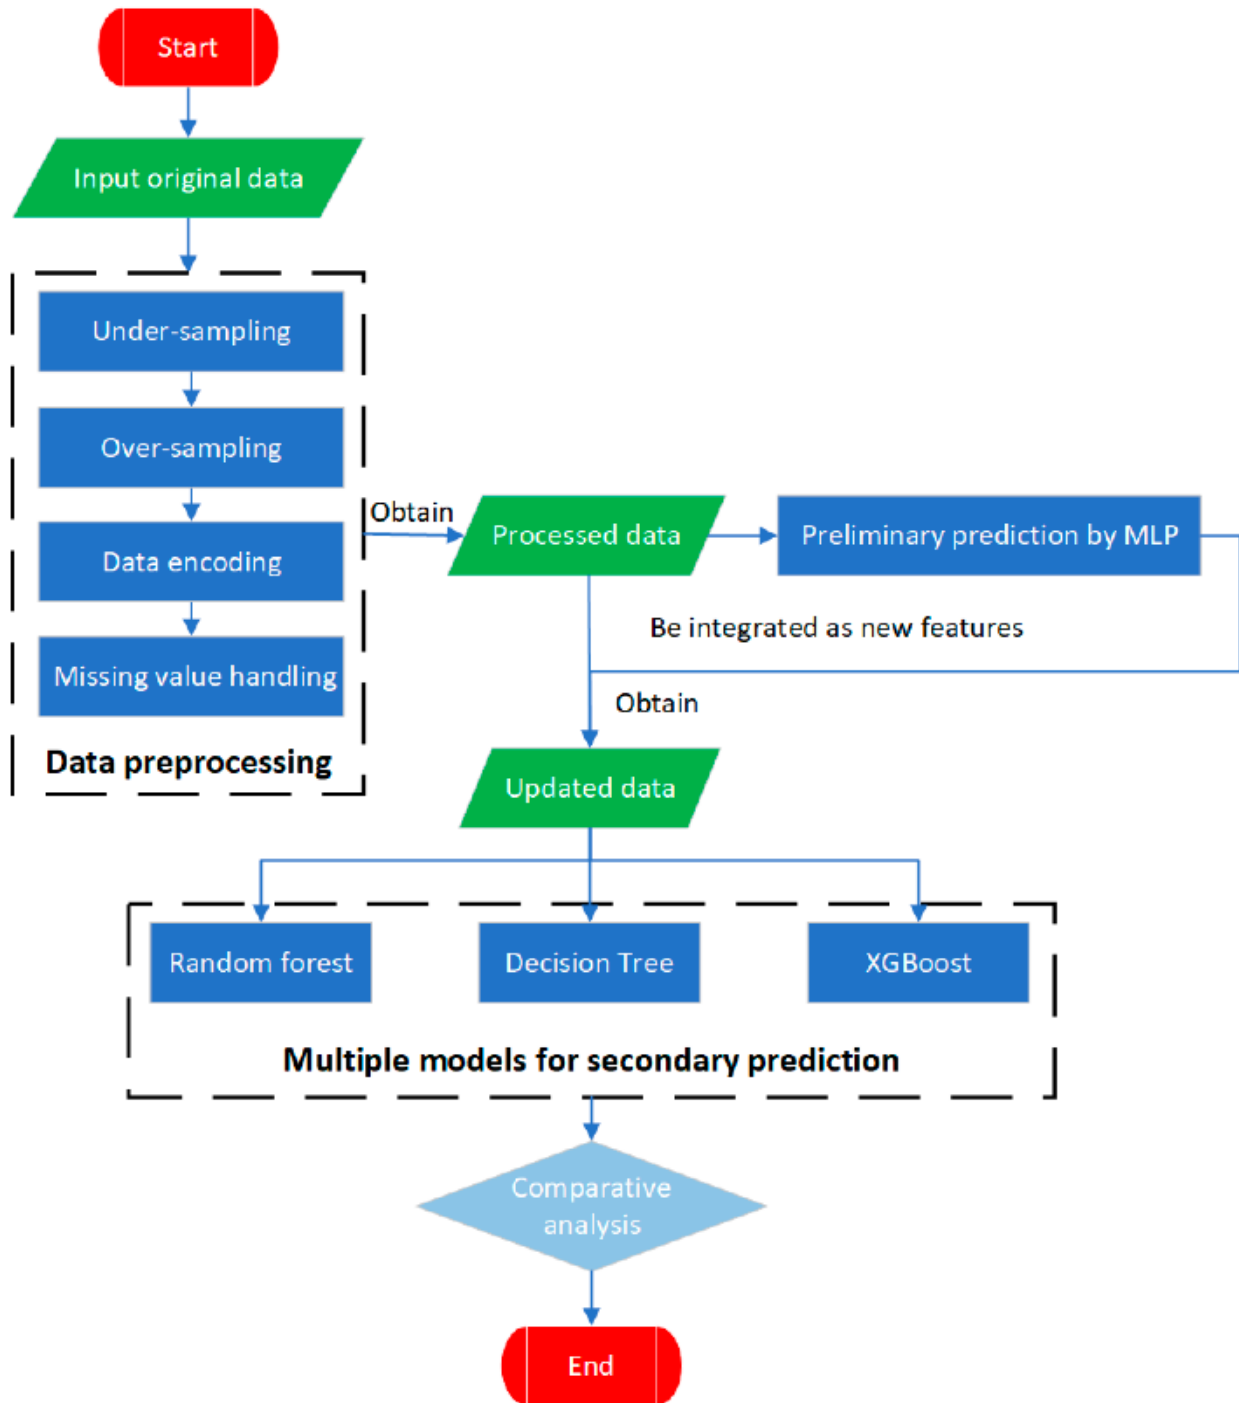 Start
Input original data
Under-sampling
Over-sampling
Data encoding
Missing value handling
Data preprocessing
Obtain
Processed data
Preliminary prediction by MLP
Be integrated as new features
Obtain
Updated data
Random forest
Decision Tree
XGBoost
Multiple models for secondary prediction
Comparative
analysis
End